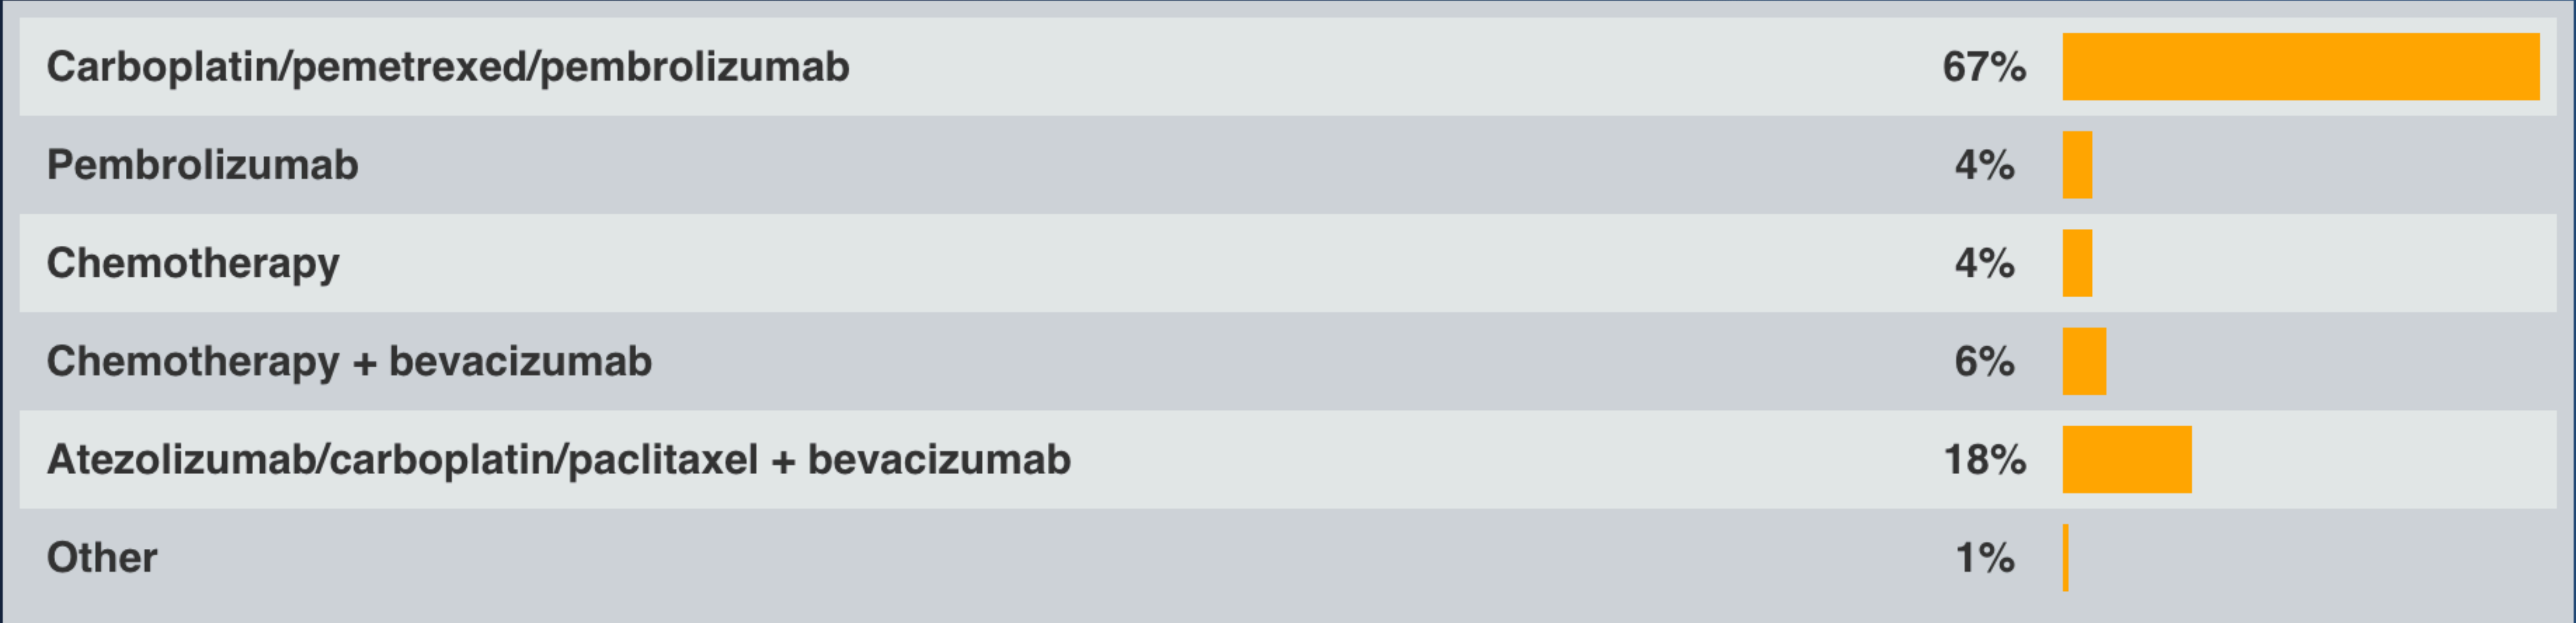 Carboplatin/pemetrexed/pembrolizumab 67%
Pembrolizumab 4%
Chemotherapy 4%
Chemotherapy + bevacizumab 6%
Atezolizumab/carboplatin/paclitaxel + bevacizumab 18%
Other 1%